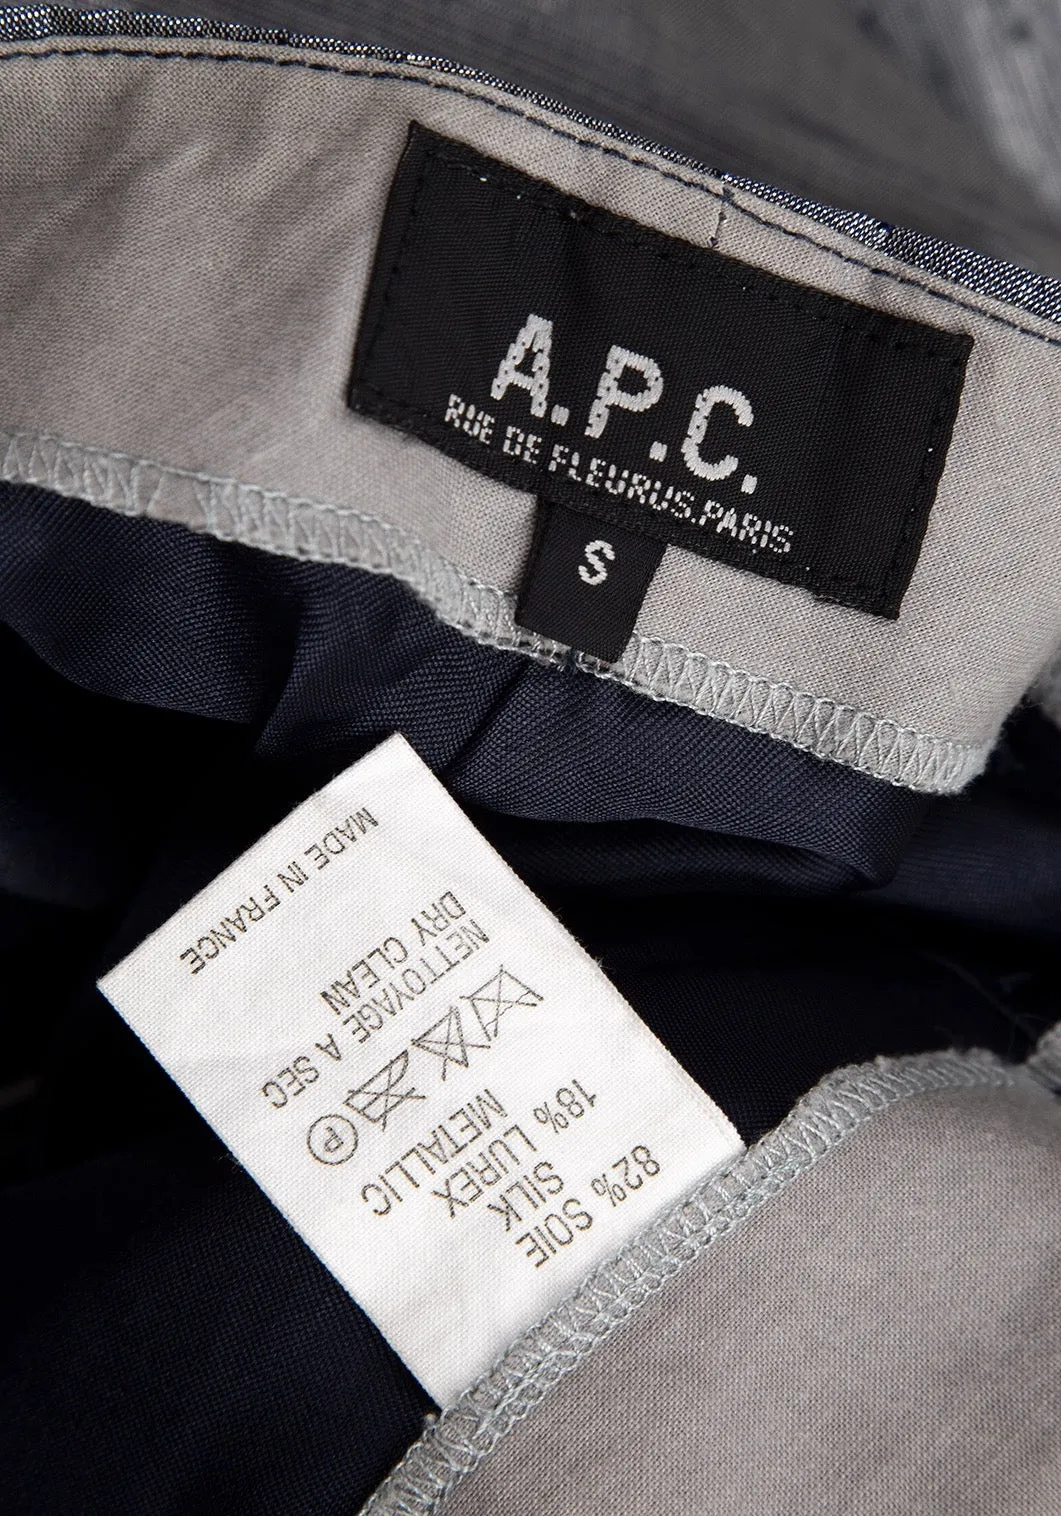 A.P.C.
RUE DE FLEURUS.PARIS
S
82% SOIE
SILK
18% LUREX
METALLIC
P
NETTOYAGE A SEC
DRY CLEAN
MADE IN FRANCE